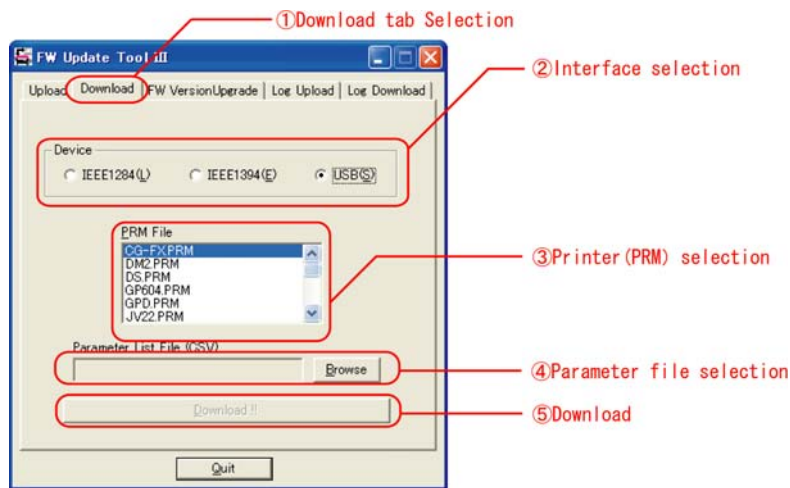 ①Download tab Selection
FW Update Tool III
②Interface selection
Upload Download FW VersionUpgrade Log Upload Log Download
Device
IEEE1284(L) IEEE1394(E) USB(S)
PRM File
CG-FX.PRM
DM2.PRM
DS.PRM
GP604.PRM
GPD.PRM
JV22.PRM
③Printer(PRM) selection
Parameter List File (CSV)
Browse
④Parameter file selection
Download !!
⑤Download
Quit